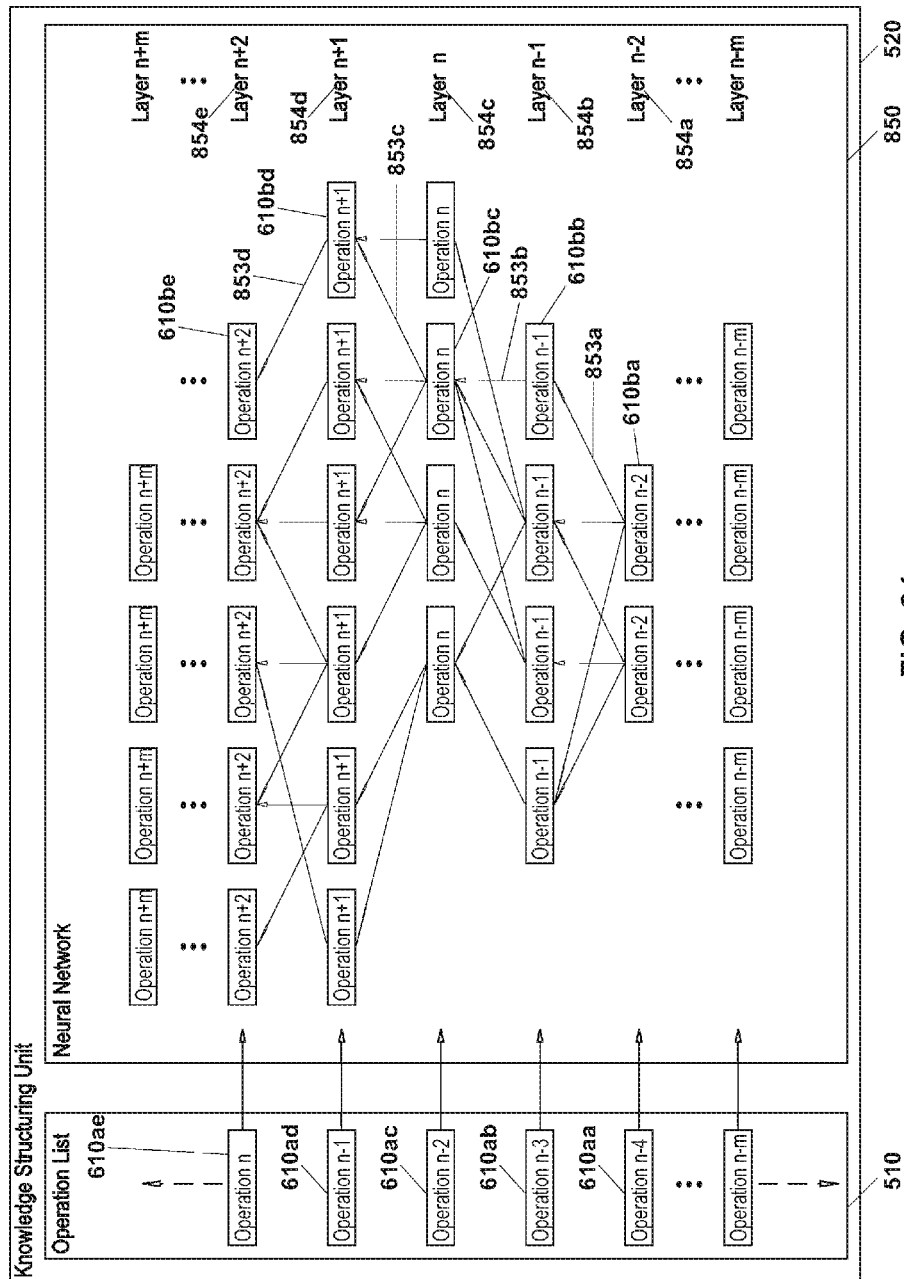 Knowledge Structuring Unit
Operation List
610ae
Operation n
610ad
Operation n-1
610ac
Operation n-2
610ab
Operation n-3
610aa
Operation n-4
Operation n-m
510
Neural Network
Operation n+m
Operation n+m
Operation n+m
Operation n+m
Layer n+m
610be
854e
Operation n+2
Operation n+2
Operation n+2
Operation n+2
Operation n+2
Layer n+2
853d
610bd
854d
Operation n+1
Operation n+1
Operation n+1
Operation n+1
Operation n+1
Operation n+1
Layer n+1
853c
Operation n
Operation n
Operation n
Operation n
Layer n
854c
610bc
853b
Operation n-1
Operation n-1
Operation n-1
Operation n-1
Layer n-1
854b
610bb
853a
Operation n-2
Operation n-2
Layer n-2
854a
610ba
Operation n-m
Operation n-m
Operation n-m
Operation n-m
Layer n-m
850
520